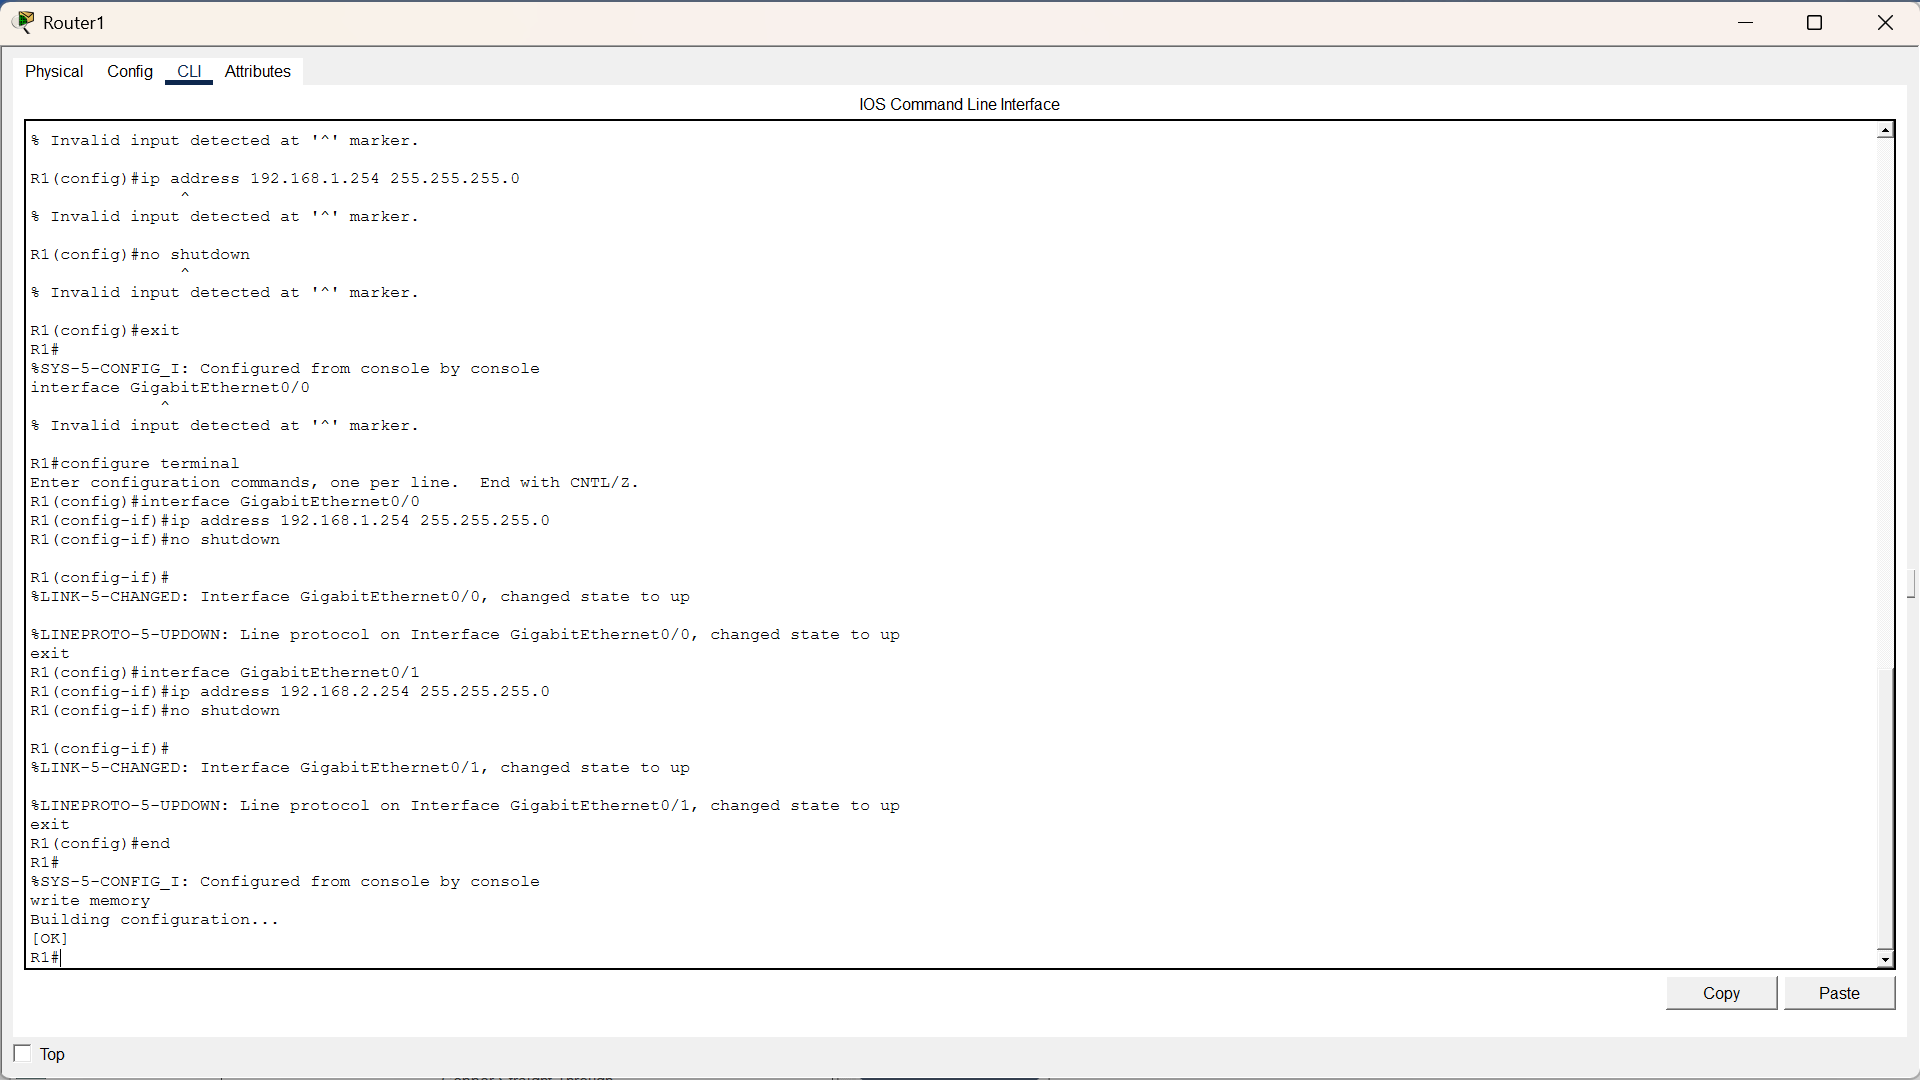 Router1
Physical Config CLI Attributes
IOS Command Line Interface
% Invalid input detected at '^' marker.
R1(config)#ip address 192.168.1.254 255.255.255.0
^
% Invalid input detected at '^' marker.
R1(config)#no shutdown
^
% Invalid input detected at '^' marker.
R1(config)#exit
R1#
%SYS-5-CONFIG_I: Configured from console by console
interface GigabitEthernet0/0
^
% Invalid input detected at '^' marker.
R1#configure terminal
Enter configuration commands, one per line.  End with CNTL/Z.
R1(config)#interface GigabitEthernet0/0
R1(config-if)#ip address 192.168.1.254 255.255.255.0
R1(config-if)#no shutdown
R1(config-if)#
%LINK-5-CHANGED: Interface GigabitEthernet0/0, changed state to up
%LINEPROTO-5-UPDOWN: Line protocol on Interface GigabitEthernet0/0, changed state to up
exit
R1(config)#interface GigabitEthernet0/1
R1(config-if)#ip address 192.168.2.254 255.255.255.0
R1(config-if)#no shutdown
R1(config-if)#
%LINK-5-CHANGED: Interface GigabitEthernet0/1, changed state to up
%LINEPROTO-5-UPDOWN: Line protocol on Interface GigabitEthernet0/1, changed state to up
exit
R1(config)#end
R1#
%SYS-5-CONFIG_I: Configured from console by console
write memory
Building configuration...
[OK]
R1#
Copy Paste
Top